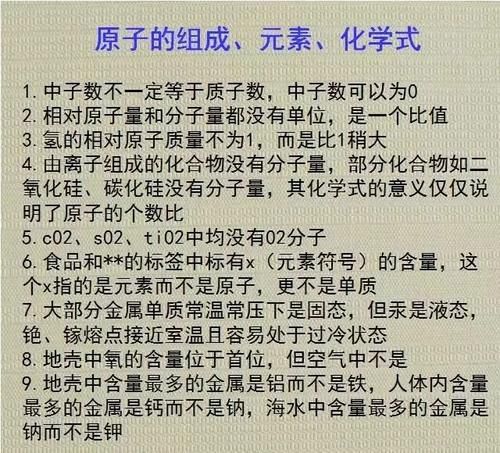 原子的组成、元素、化学式
1.中子数不一定等于质子数，中子数可以为0
2.相对原子量和分子量都没有单位，是一个比值
3.氢的相对原子质量不为1，而是比1稍大
4.由离子组成的化合物没有分子量，部分化合物如二
氧化硅、碳化硅没有分子量，其化学式的意义仅仅说
明了原子的个数比
5.cO2、sO2、tiO2中均没有O2分子
6.食品和**的标签中标有x（元素符号）的含量，这
个x指的是元素而不是原子，更不是单质
7.大部分金属单质常温常压下是固态，但汞是液态，
铯、镓熔点接近室温且容易处于过冷状态
8.地壳中氧的含量位于首位，但空气中不是
9.地壳中含量最多的金属是铝而不是铁，人体内含量
最多的金属是钙而不是钠，海水中含量最多的金属是
钠而不是钾